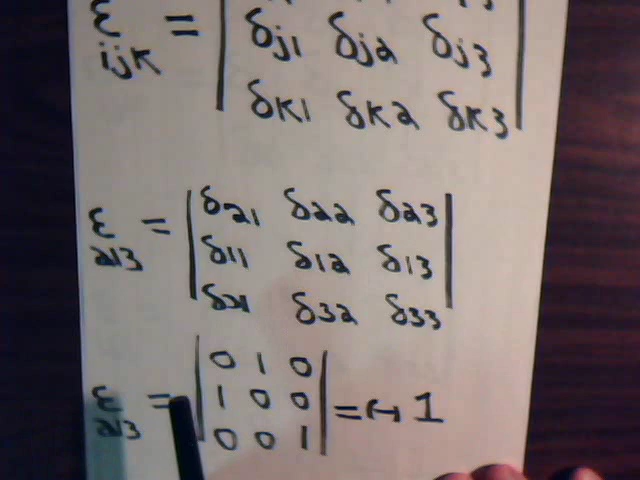 ε_ijk = | δj1 δj2 δj3 |
δk1 δk2 δk3
ε_213 = | δ21 δ22 δ23 |
δ11 δ12 δ13
δ32 δ33
ε_213 = | 0 1 0 |
1 0 0 = -1
0 0 1